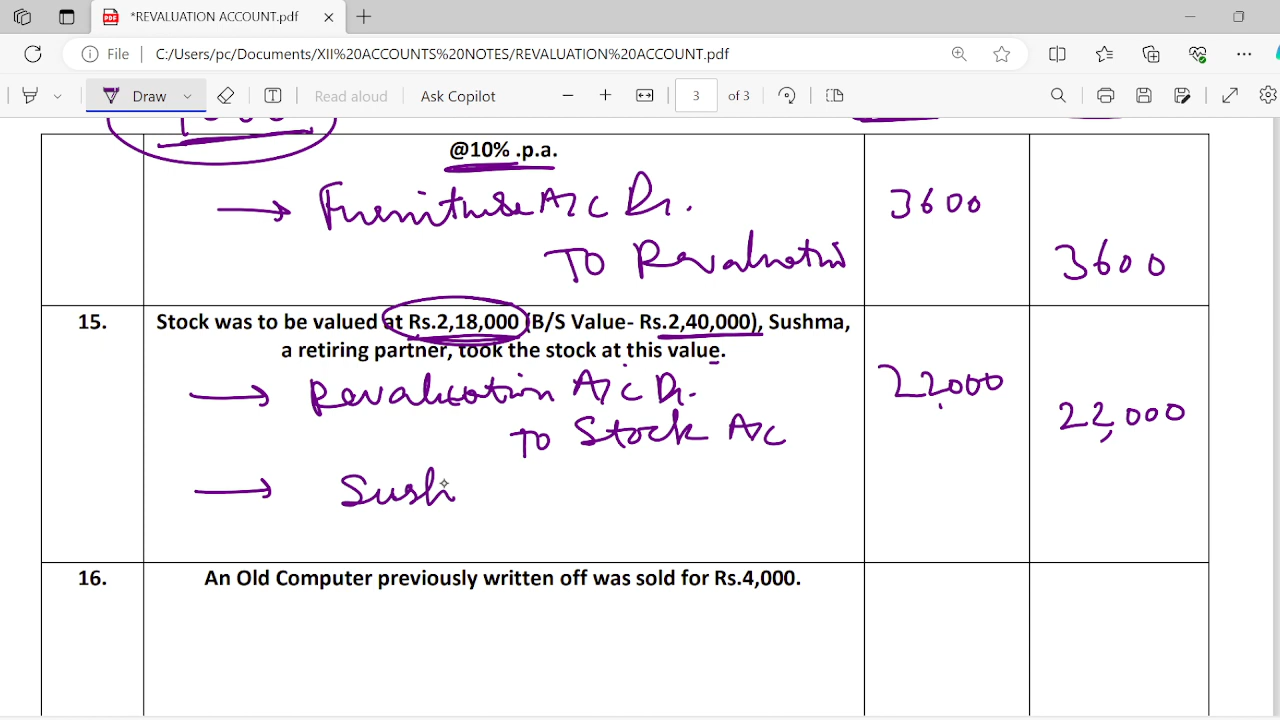 *REVALUATION ACCOUNT.pdf
File C:/Users/pc/Documents/XII%20ACCOUNTS%20NOTES/REVALUATION%20ACCOUNT.pdf
Draw Read aloud Ask Copilot 3 of 3
@10% .p.a.
→ Furniture A/c Dr. 3600
To Revaluation 3600
15. Stock was to be valued at Rs.2,18,000 (B/S Value- Rs.2,40,000), Sushma,
a retiring partner, took the stock at this value.
→ Revaluation A/c Dr. 22,000
To Stock A/c 22,000
→ Sush
16. An Old Computer previously written off was sold for Rs.4,000.